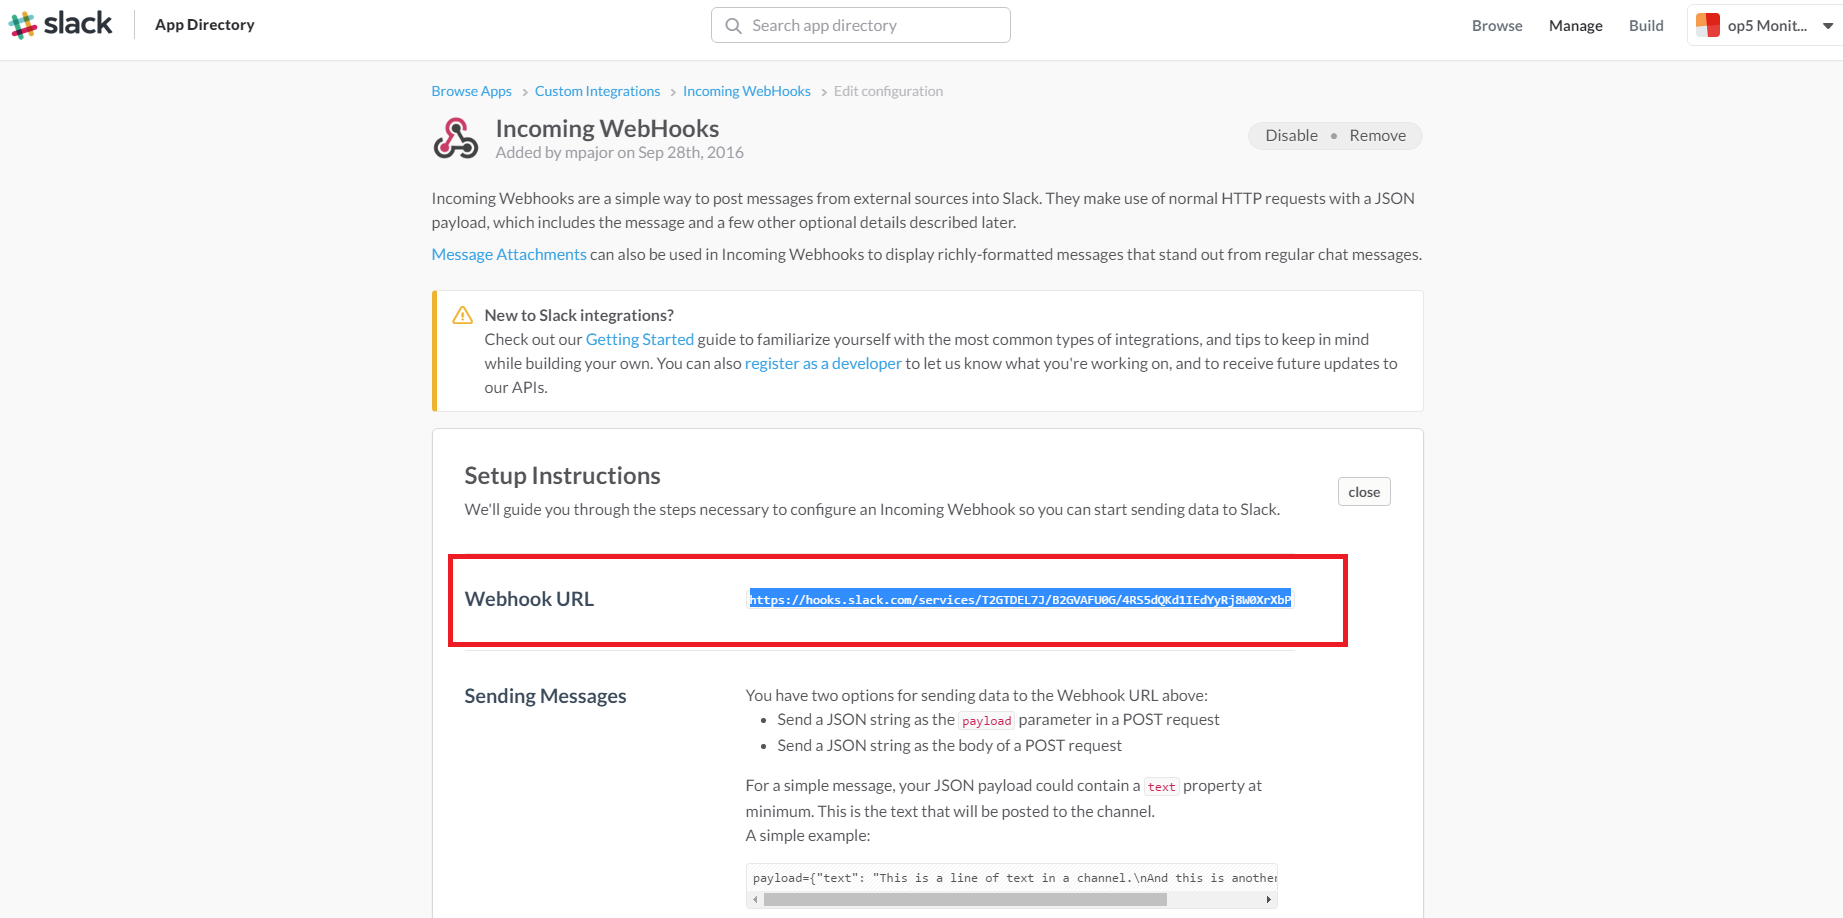 slack App Directory Search app directory Browse Manage Build op5 Monit...
Browse Apps > Custom Integrations > Incoming WebHooks > Edit configuration
Incoming WebHooks
Added by mpajor on Sep 28th, 2016
Disable • Remove
Incoming Webhooks are a simple way to post messages from external sources into Slack. They make use of normal HTTP requests with a JSON
payload, which includes the message and a few other optional details described later.
Message Attachments can also be used in Incoming Webhooks to display richly-formatted messages that stand out from regular chat messages.
New to Slack integrations?
Check out our Getting Started guide to familiarize yourself with the most common types of integrations, and tips to keep in mind
while building your own. You can also register as a developer to let us know what you're working on, and to receive future updates to
our APIs.
Setup Instructions
close
We'll guide you through the steps necessary to configure an Incoming Webhook so you can start sending data to Slack.
Webhook URL https://hooks.slack.com/services/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
Sending Messages You have two options for sending data to the Webhook URL above:
• Send a JSON string as the payload parameter in a POST request
• Send a JSON string as the body of a POST request
For a simple message, your JSON payload could contain a text property at
minimum. This is the text that will be posted to the channel.
A simple example:
payload={"text": "This is a line of text in a channel.\nAnd this is another